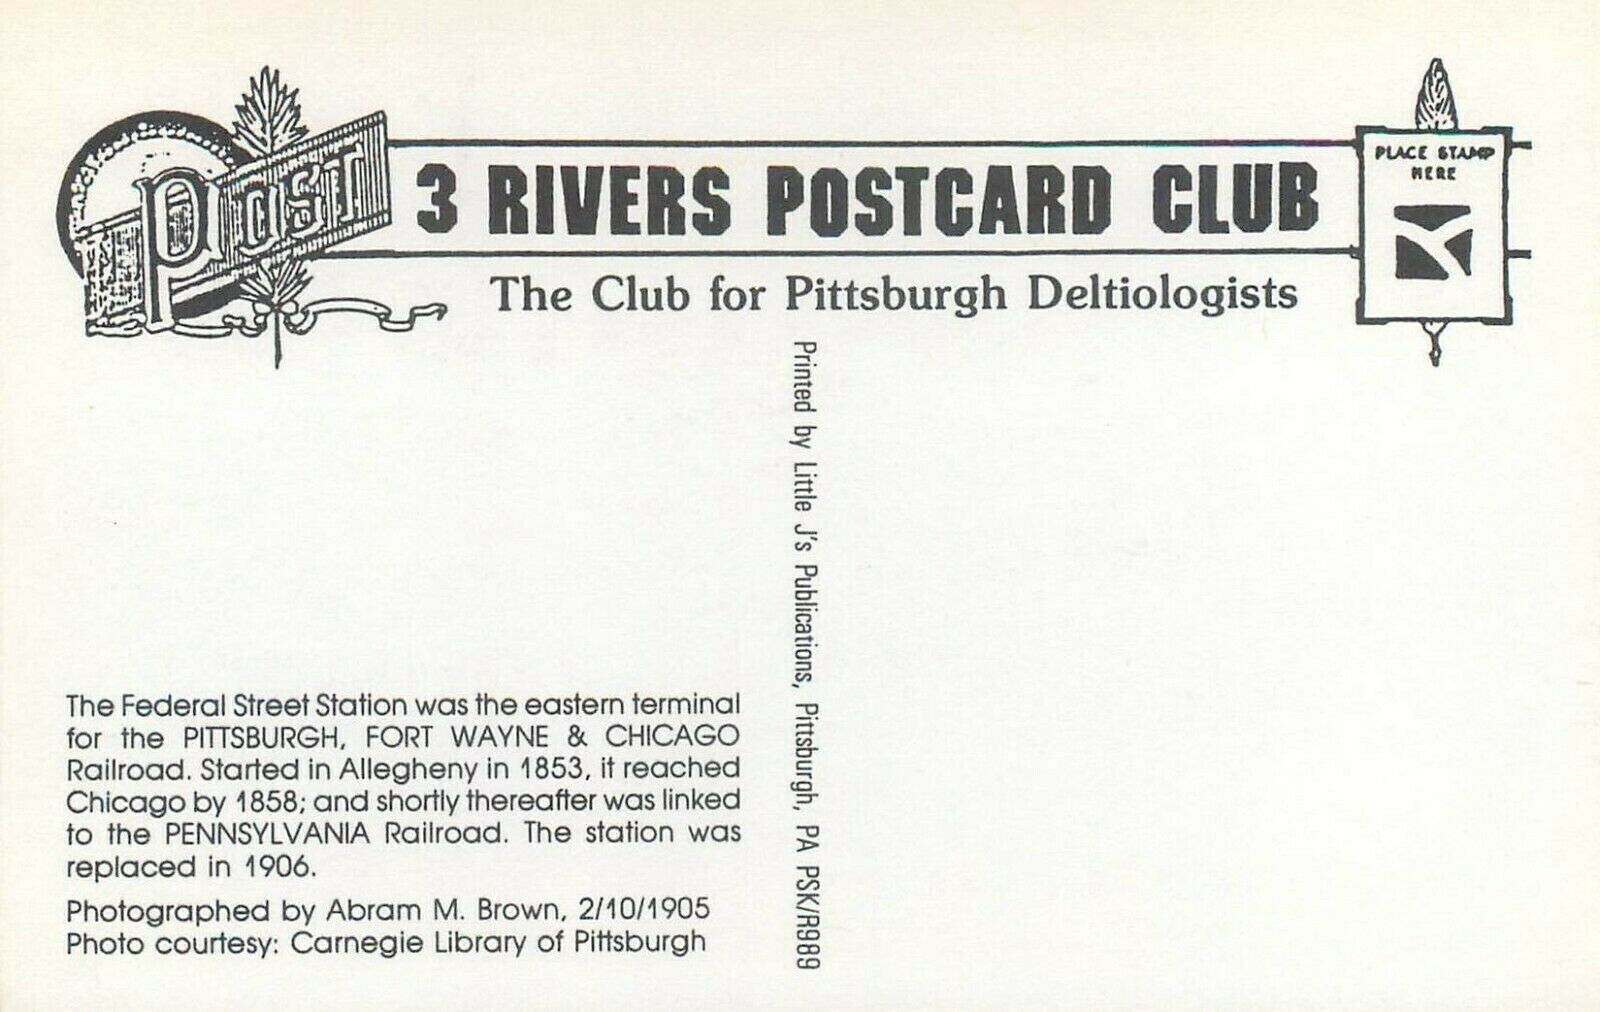 Post
3 RIVERS POSTCARD CLUB
The Club for Pittsburgh Deltiologists
PLACE STAMP
HERE
Printed by Little J's Publications, Pittsburgh, PA PSK/R989
The Federal Street Station was the eastern terminal
for the PITTSBURGH, FORT WAYNE & CHICAGO
Railroad. Started in Allegheny in 1853, it reached
Chicago by 1858; and shortly thereafter was linked
to the PENNSYLVANIA Railroad. The station was
replaced in 1906.
Photographed by Abram M. Brown, 2/10/1905
Photo courtesy: Carnegie Library of Pittsburgh